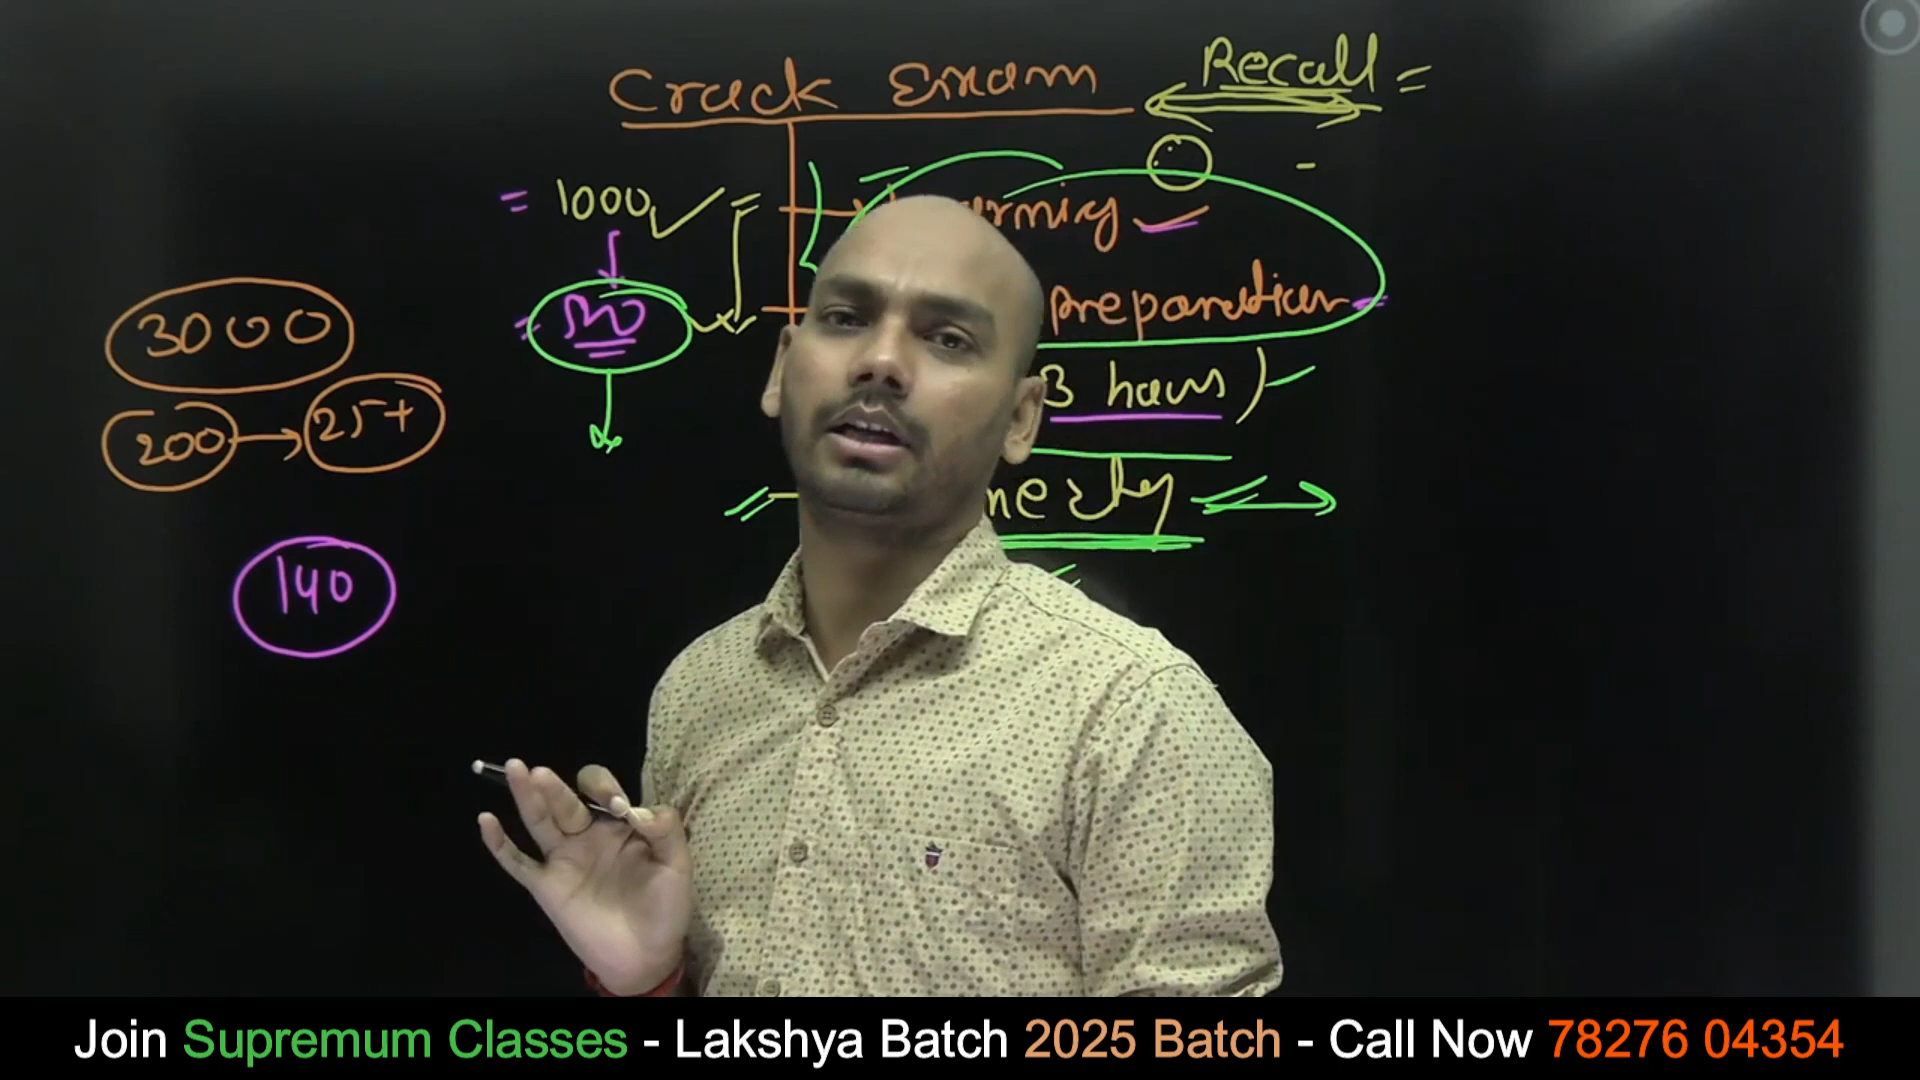 Crack Exam
Recall =
= 1000
Preparation
3 hours )
3000
200 → 25+
140
Join Supremum Classes - Lakshya Batch 2025 Batch - Call Now 78276 04354